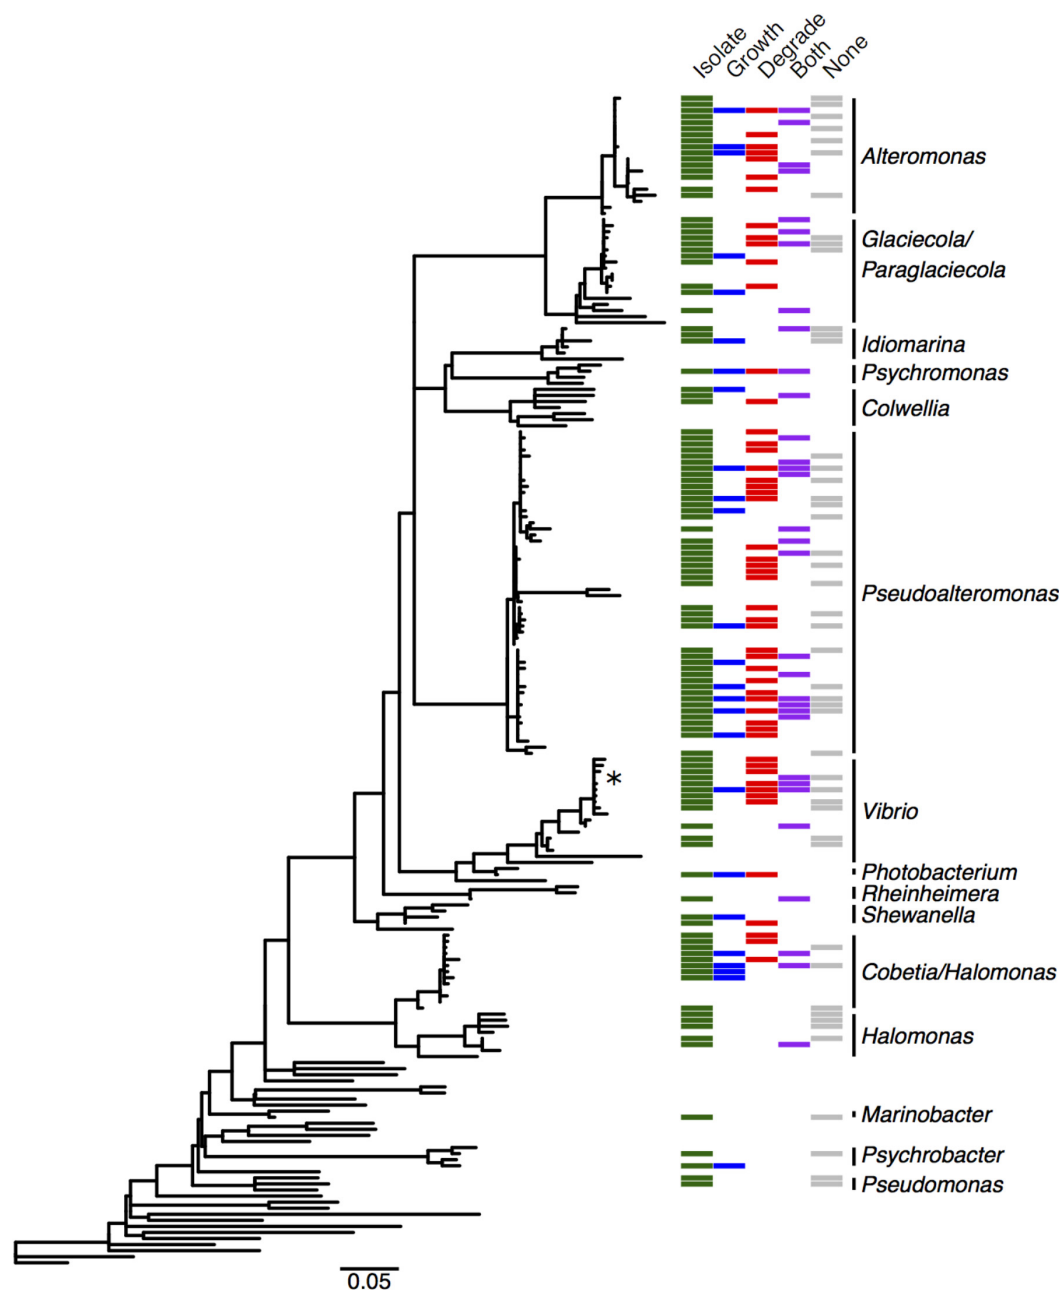 Isolate
Growth
Degrade
Both
None
Alteromonas
Glaciecola/
Paraglaciecola
Idiomarina
Psychromonas
Colwellia
Pseudoalteromonas
*
Vibrio
Photobacterium
Rheinheimera
Shewanella
Cobetia/Halomonas
Halomonas
Marinobacter
Psychrobacter
Pseudomonas
0.05